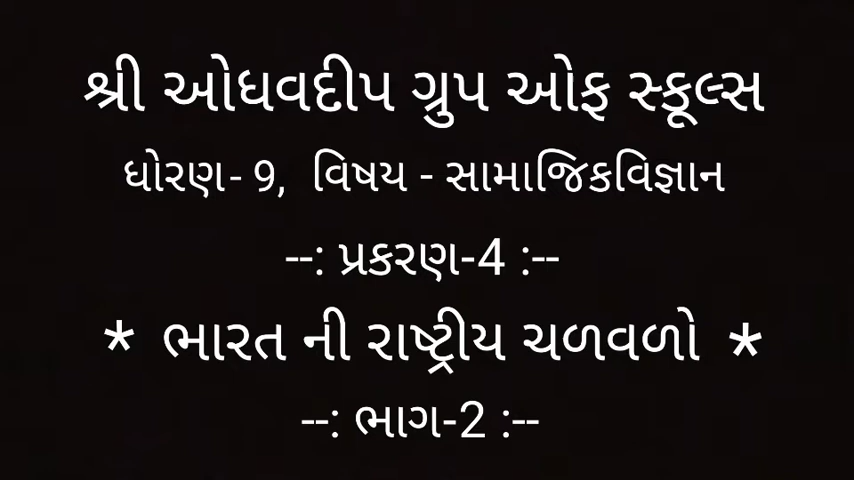 શ્રી ઓધવદીપ ગ્રુપ ઓફ સ્કૂલ્સ
ધોરણ- 9, વિષય - સામાજિકવિજ્ઞાન
--: પ્રકરણ-4 :--
* ભારત ની રાષ્ટ્રીય ચળવળો *
--: ભાગ-2 :--